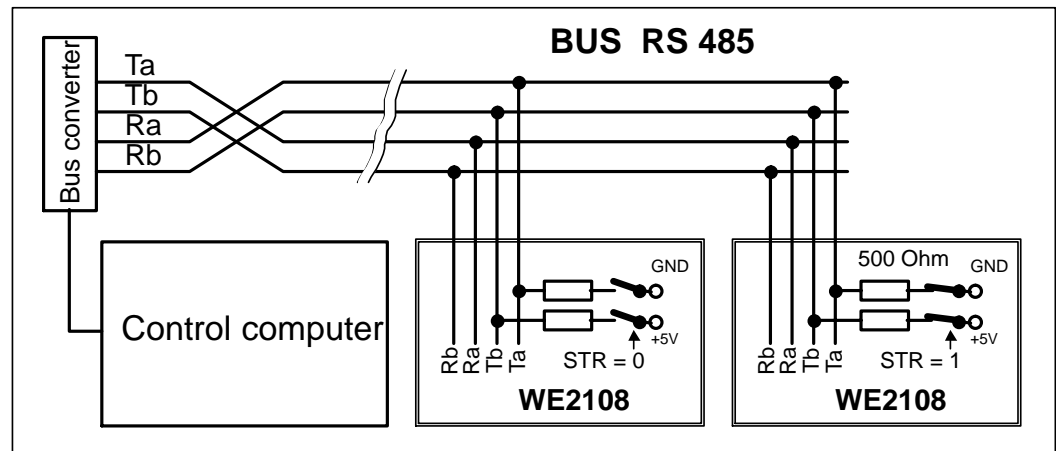 BUS RS 485
Bus converter
Ta
Tb
Ra
Rb
Control computer
GND
+5V
STR = 0
Rb
Ra
Tb
Ta
WE2108
500 Ohm
GND
+5V
STR = 1
Rb
Ra
Tb
Ta
WE2108